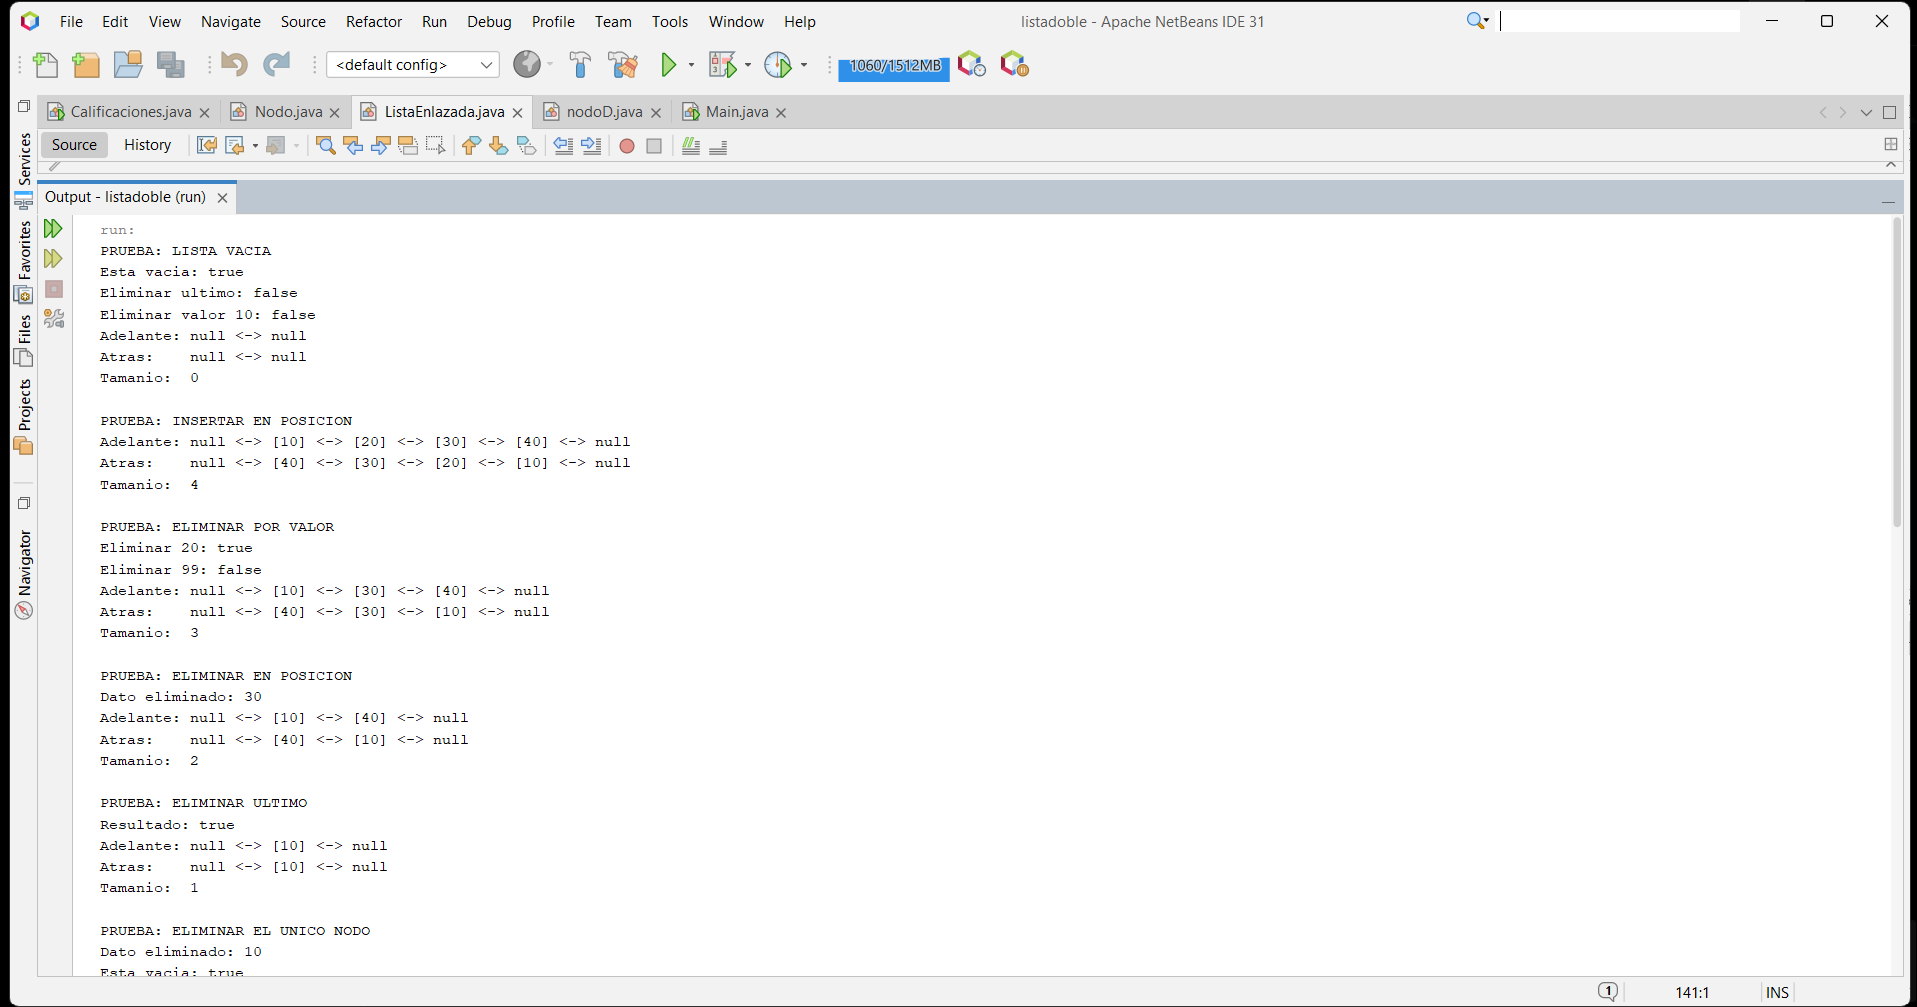 File Edit View Navigate Source Refactor Run Debug Profile Team Tools Window Help listadoble - Apache NetBeans IDE 31
<default config> 1060/1512MB
Calificaciones.java Nodo.java ListaEnlazada.java nodoD.java Main.java
Source History
Services
Favorites
Files
Projects
Navigator
Output - listadoble (run)
run:
PRUEBA: LISTA VACIA
Esta vacia: true
Eliminar ultimo: false
Eliminar valor 10: false
Adelante: null <-> null
Atras:    null <-> null
Tamanio:  0
PRUEBA: INSERTAR EN POSICION
Adelante: null <-> [10] <-> [20] <-> [30] <-> [40] <-> null
Atras:    null <-> [40] <-> [30] <-> [20] <-> [10] <-> null
Tamanio:  4
PRUEBA: ELIMINAR POR VALOR
Eliminar 20: true
Eliminar 99: false
Adelante: null <-> [10] <-> [30] <-> [40] <-> null
Atras:    null <-> [40] <-> [30] <-> [10] <-> null
Tamanio:  3
PRUEBA: ELIMINAR EN POSICION
Dato eliminado: 30
Adelante: null <-> [10] <-> [40] <-> null
Atras:    null <-> [40] <-> [10] <-> null
Tamanio:  2
PRUEBA: ELIMINAR ULTIMO
Resultado: true
Adelante: null <-> [10] <-> null
Atras:    null <-> [10] <-> null
Tamanio:  1
PRUEBA: ELIMINAR EL UNICO NODO
Dato eliminado: 10
Esta vacia: true
1 141:1 INS